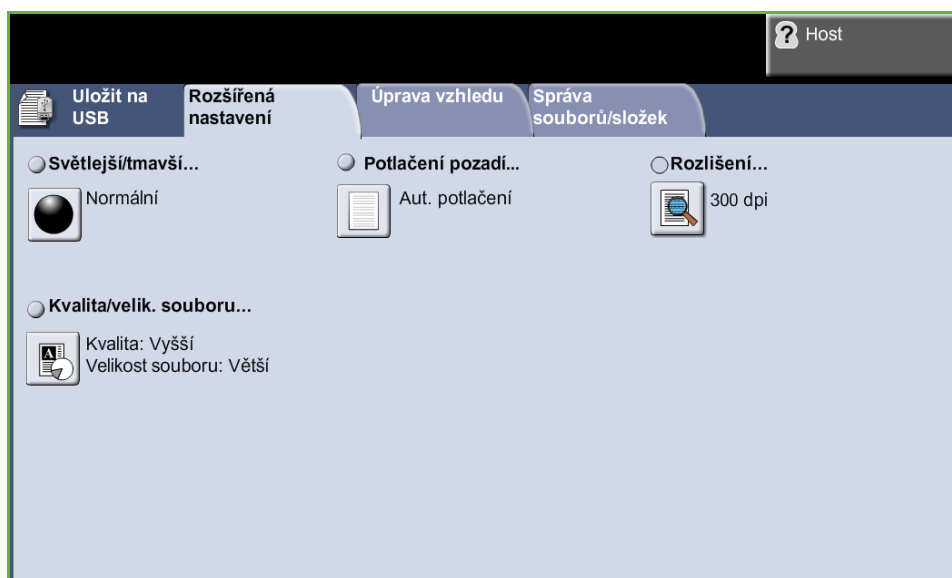 Host
Uložit na
USB
Rozšířená
nastavení
Úprava vzhledu
Správa
souborů/složek
Světlejší/tmavší...
Normální
Potlačení pozadí...
Aut. potlačení
Rozlišení...
300 dpi
Kvalita/velik. souboru...
Kvalita: Vyšší
Velikost souboru: Větší